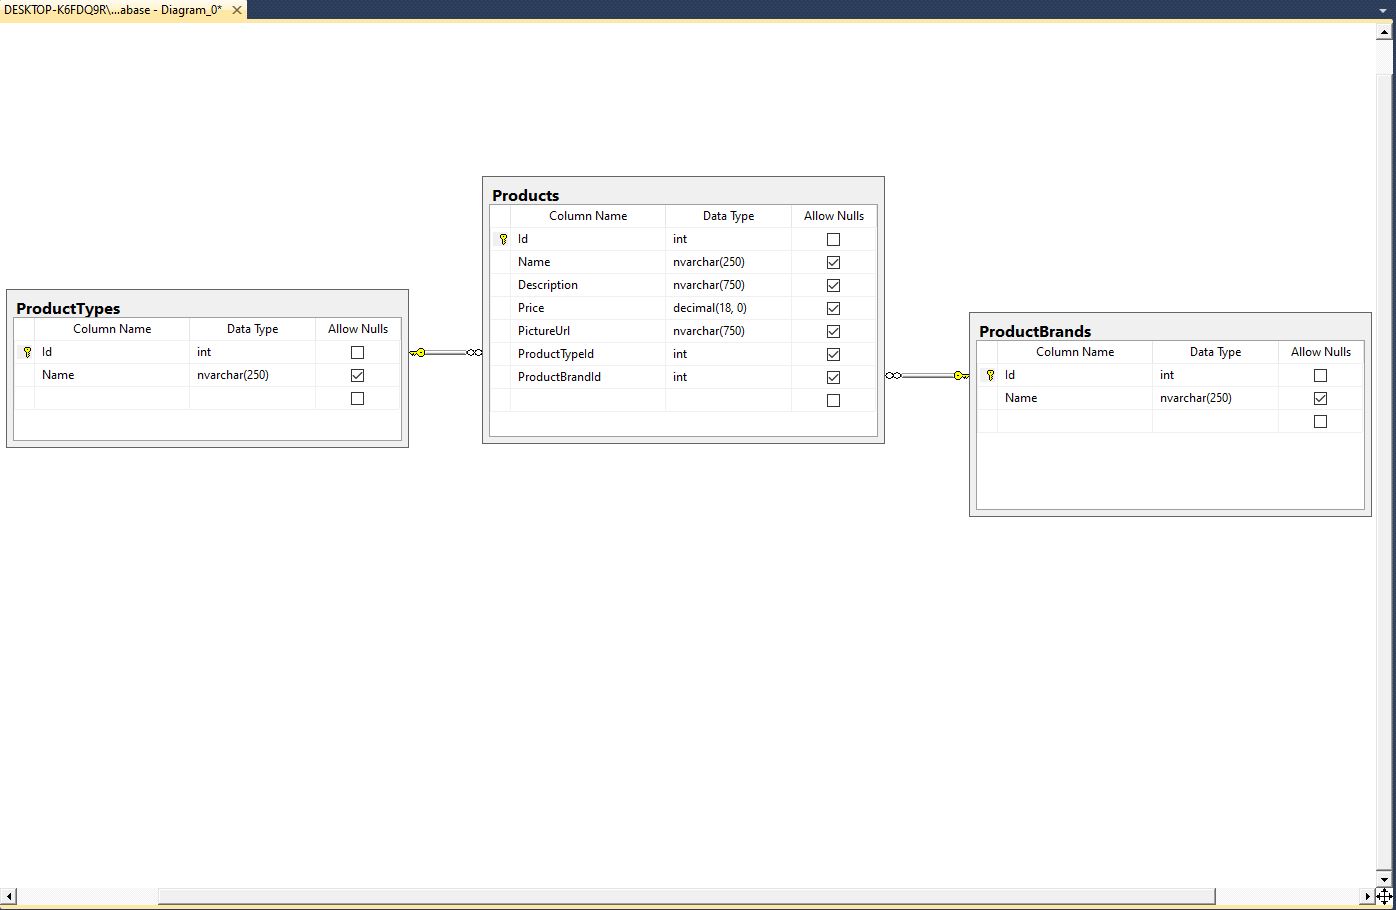 DESKTOP-K6FDQ9R\...abase - Diagram_0*
Products
Column Name Data Type Allow Nulls
Id int
Name nvarchar(250)
Description nvarchar(750)
Price decimal(18, 0)
PictureUrl nvarchar(750)
ProductTypeId int
ProductBrandId int
ProductTypes
Column Name Data Type Allow Nulls
Id int
Name nvarchar(250)
ProductBrands
Column Name Data Type Allow Nulls
Id int
Name nvarchar(250)